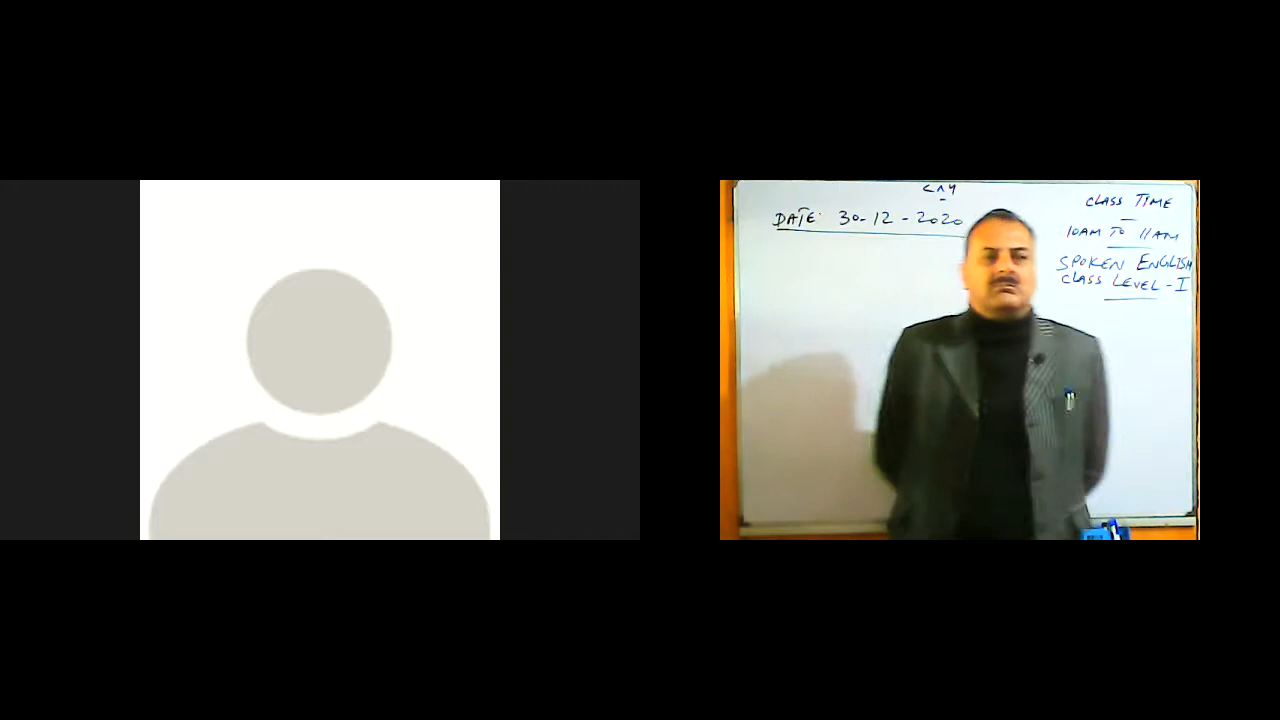 DATE: 30-12-2020
CLASS TIME
10AM TO 11AM
SPOKEN ENGLISH
CLASS LEVEL-I